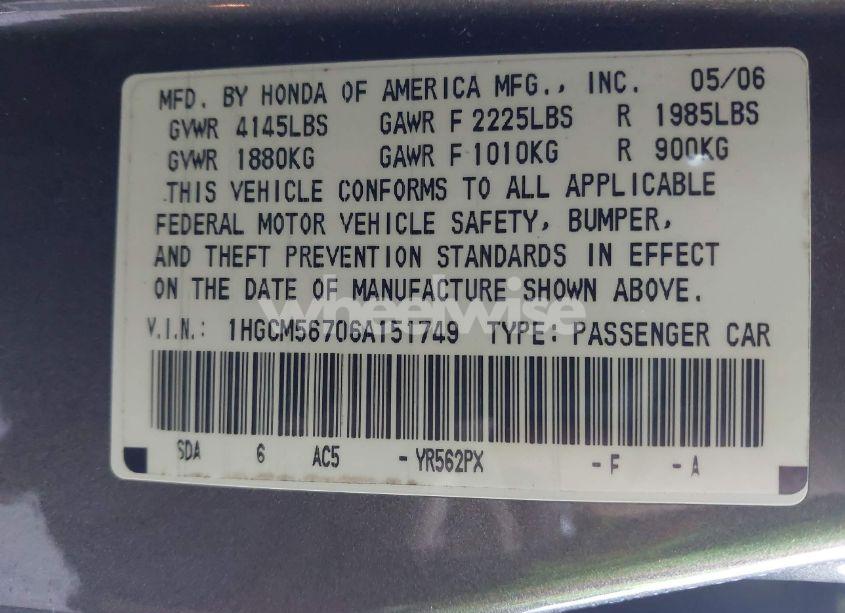 MFD. BY HONDA OF AMERICA MFG., INC. 05/06
GVWR 4145LBS GAWR F 2225LBS R 1985LBS
GVWR 1880KG GAWR F 1010KG R 900KG
THIS VEHICLE CONFORMS TO ALL APPLICABLE
FEDERAL MOTOR VEHICLE SAFETY, BUMPER,
AND THEFT PREVENTION STANDARDS IN EFFECT
ON THE DATE OF MANUFACTURE SHOWN ABOVE.
wheelwise
V.I.N.: 1HGCM56706A151749 TYPE: PASSENGER CAR
SDA 6 AC5 - YR562PX - F - A